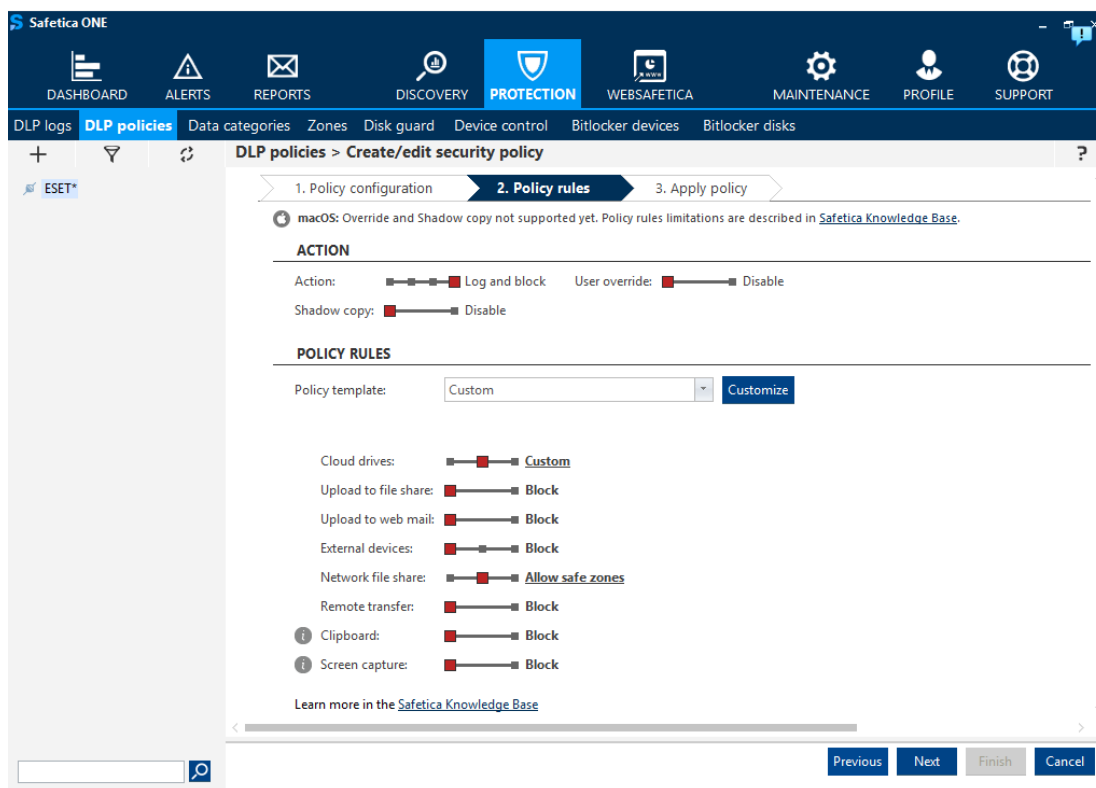 Safetica ONE
DASHBOARD ALERTS REPORTS DISCOVERY PROTECTION WEBSAFETICA MAINTENANCE PROFILE SUPPORT
DLP logs DLP policies Data categories Zones Disk guard Device control Bitlocker devices Bitlocker disks
DLP policies > Create/edit security policy ?
ESET*
1. Policy configuration 2. Policy rules 3. Apply policy
macOS: Override and Shadow copy not supported yet. Policy rules limitations are described in Safetica Knowledge Base.
ACTION
Action: Log and block User override: Disable
Shadow copy: Disable
POLICY RULES
Policy template: Custom Customize
Cloud drives: Custom
Upload to file share: Block
Upload to web mail: Block
External devices: Block
Network file share: Allow safe zones
Remote transfer: Block
Clipboard: Block
Screen capture: Block
Learn more in the Safetica Knowledge Base
Previous Next Finish Cancel